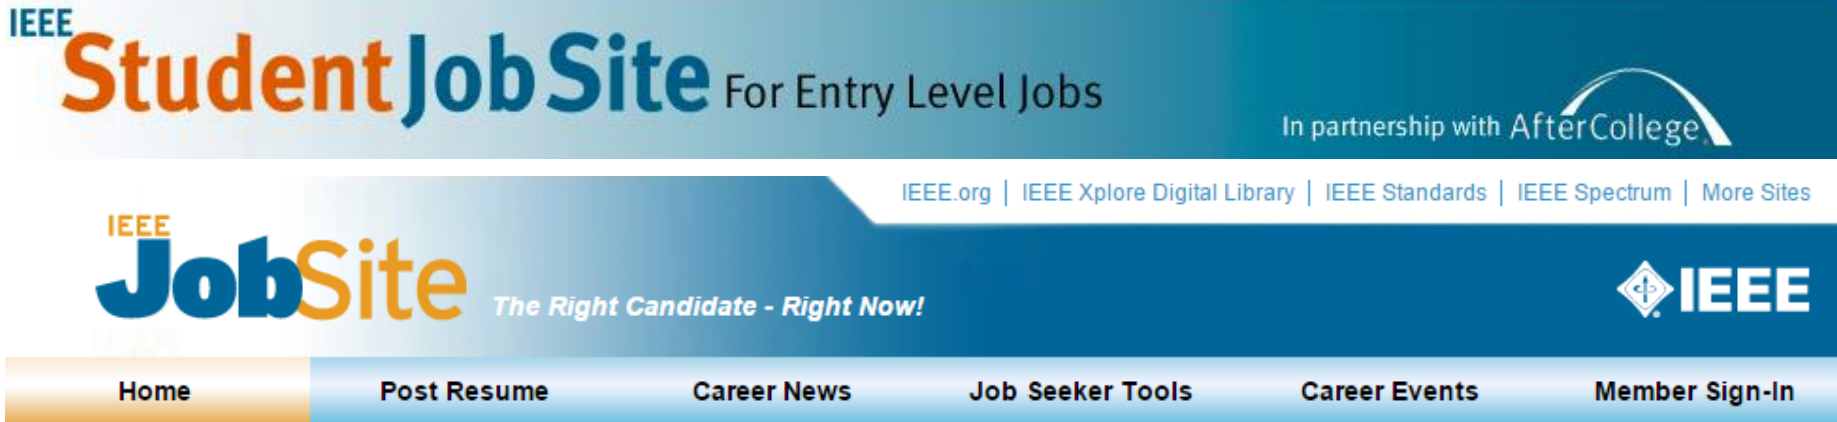 IEEE
Student Job Site For Entry Level Jobs
In partnership with AfterCollege
IEEE.org | IEEE Xplore Digital Library | IEEE Standards | IEEE Spectrum | More Sites
IEEE
JobSite The Right Candidate - Right Now!
IEEE
Home Post Resume Career News Job Seeker Tools Career Events Member Sign-In